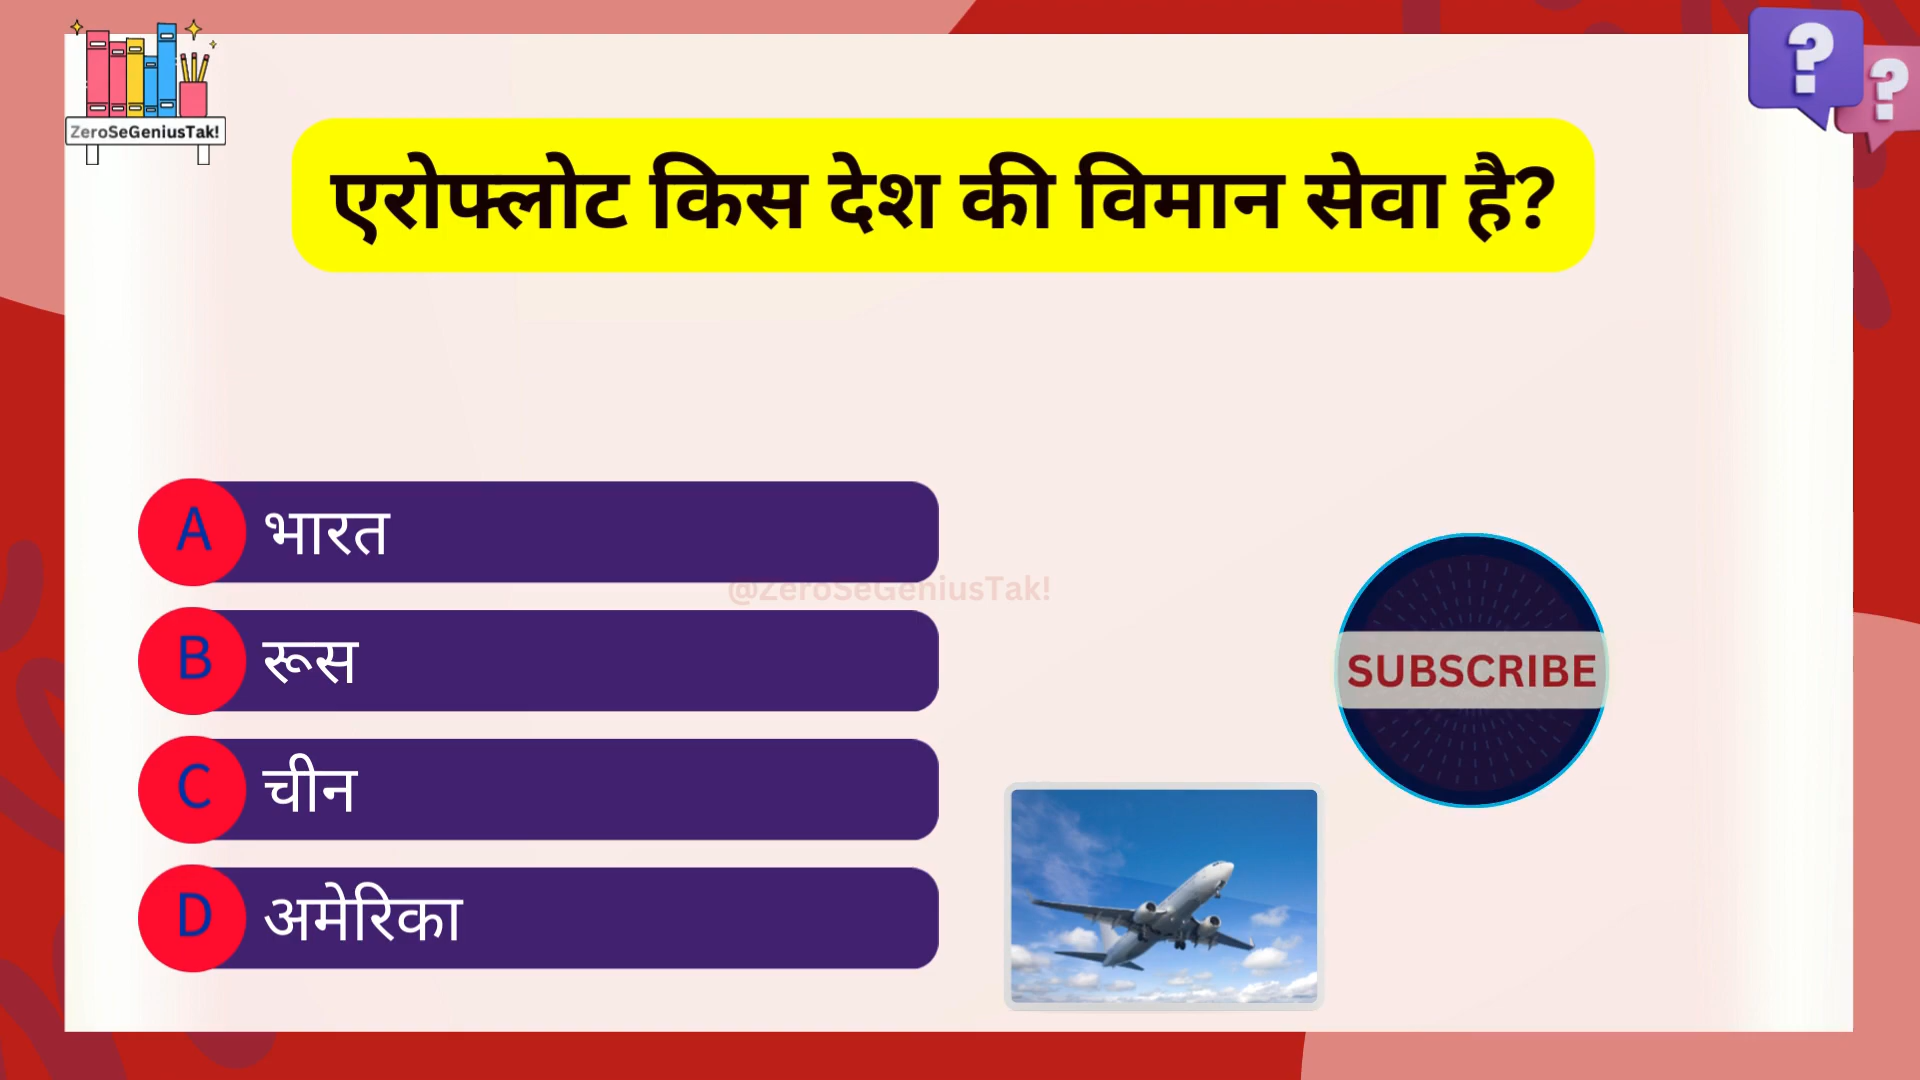 ZeroSeGeniusTak!
? ?
एरोफ्लोट किस देश की विमान सेवा है?
A भारत
@ZeroSeGeniusTak!
B रूस
SUBSCRIBE
C चीन
D अमेरिका